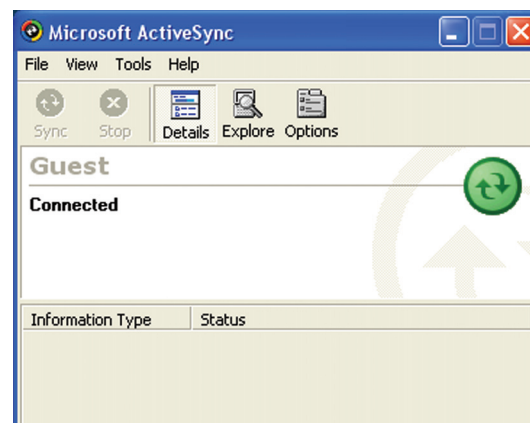 Microsoft ActiveSync
File View Tools Help
Sync Stop Details Explore Options
Guest
Connected
Information Type Status